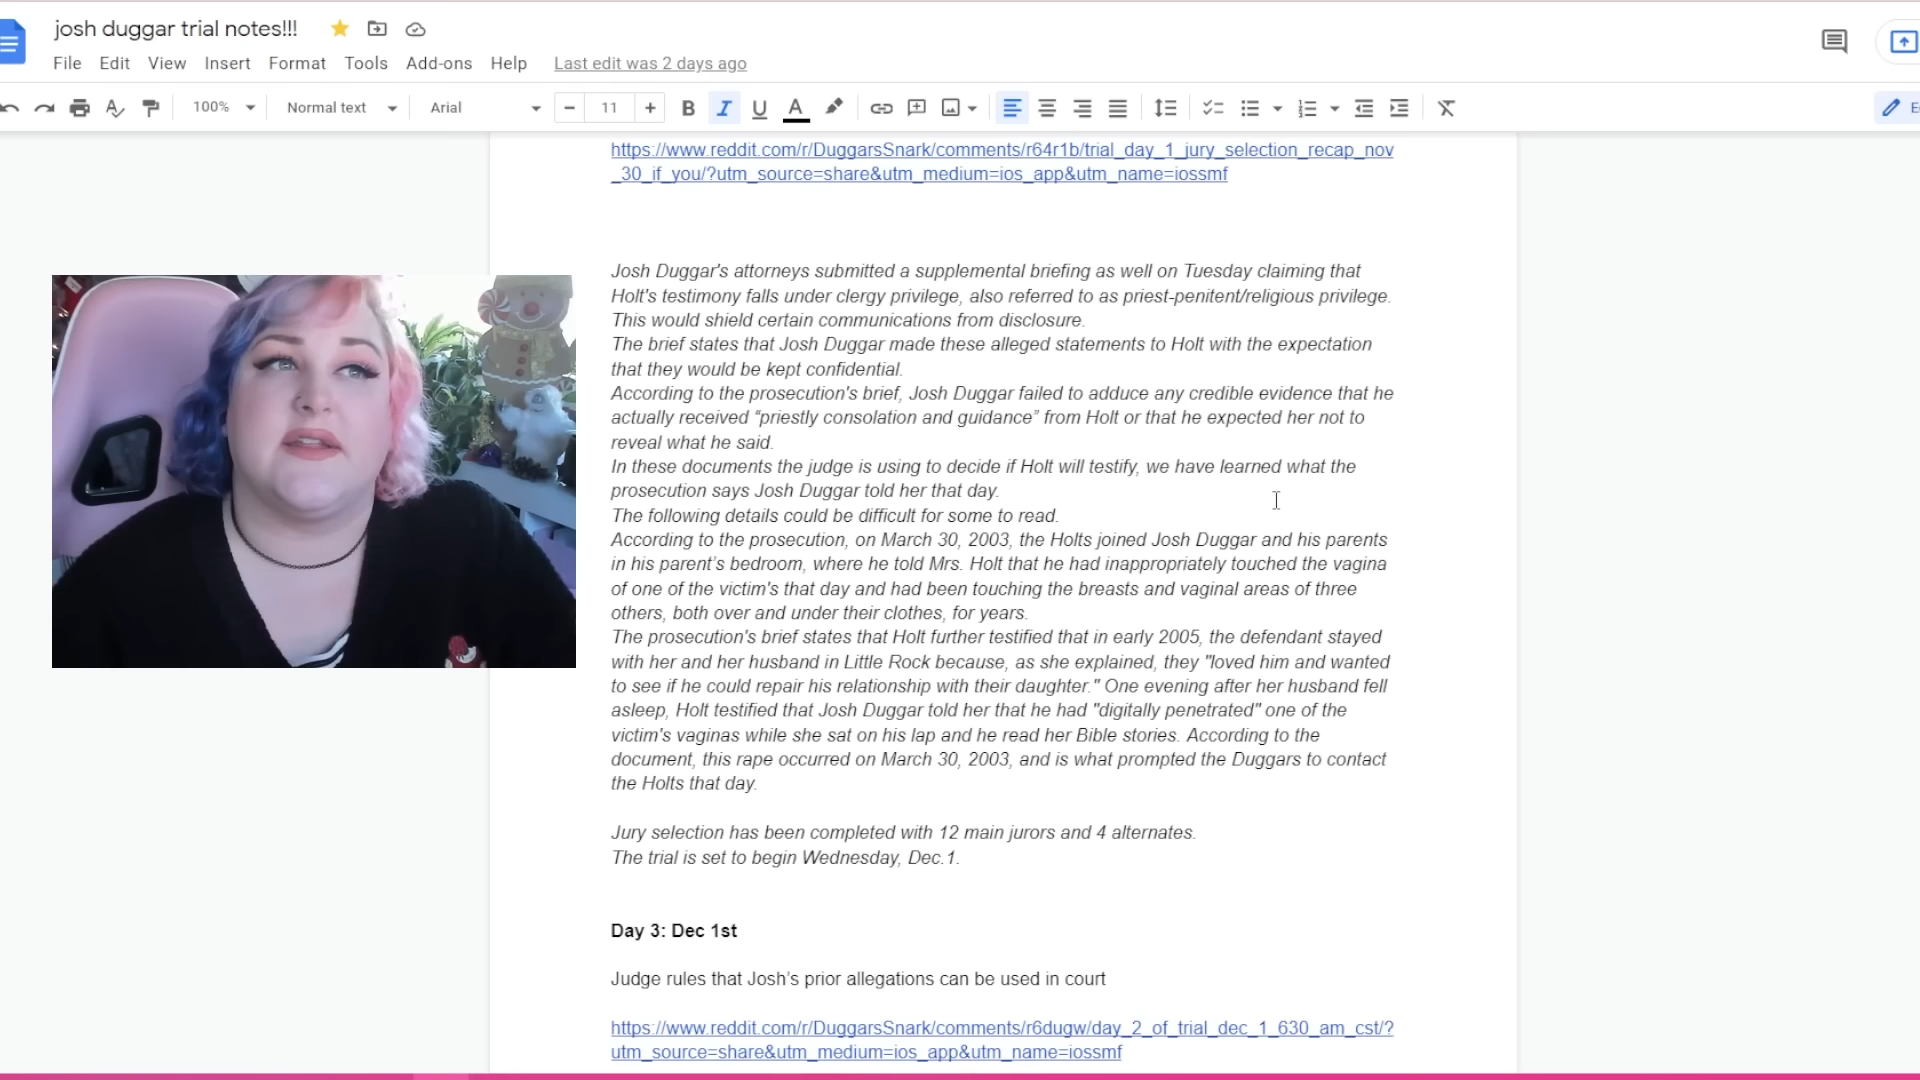 josh duggar trial notes!!!
File Edit View Insert Format Tools Add-ons Help Last edit was 2 days ago
100% Normal text Arial 11
https://www.reddit.com/r/DuggarsSnark/comments/r64r1b/trial_day_1_jury_selection_recap_nov
_30_if_you/?utm_source=share&utm_medium=ios_app&utm_name=iossmf
Josh Duggar's attorneys submitted a supplemental briefing as well on Tuesday claiming that
Holt's testimony falls under clergy privilege, also referred to as priest-penitent/religious privilege.
This would shield certain communications from disclosure.
The brief states that Josh Duggar made these alleged statements to Holt with the expectation
that they would be kept confidential.
According to the prosecution's brief, Josh Duggar failed to adduce any credible evidence that he
actually received “priestly consolation and guidance” from Holt or that he expected her not to
reveal what he said.
In these documents the judge is using to decide if Holt will testify, we have learned what the
prosecution says Josh Duggar told her that day.
The following details could be difficult for some to read.
According to the prosecution, on March 30, 2003, the Holts joined Josh Duggar and his parents
in his parent's bedroom, where he told Mrs. Holt that he had inappropriately touched the vagina
of one of the victim's that day and had been touching the breasts and vaginal areas of three
others, both over and under their clothes, for years.
The prosecution's brief states that Holt further testified that in early 2005, the defendant stayed
with her and her husband in Little Rock because, as she explained, they "loved him and wanted
to see if he could repair his relationship with their daughter." One evening after her husband fell
asleep, Holt testified that Josh Duggar told her that he had "digitally penetrated" one of the
victim's vaginas while she sat on his lap and he read her Bible stories. According to the
document, this rape occurred on March 30, 2003, and is what prompted the Duggars to contact
the Holts that day.
Jury selection has been completed with 12 main jurors and 4 alternates.
The trial is set to begin Wednesday, Dec.1.
Day 3: Dec 1st
Judge rules that Josh's prior allegations can be used in court
https://www.reddit.com/r/DuggarsSnark/comments/r6dugw/day_2_of_trial_dec_1_630_am_cst/?
utm_source=share&utm_medium=ios_app&utm_name=iossmf